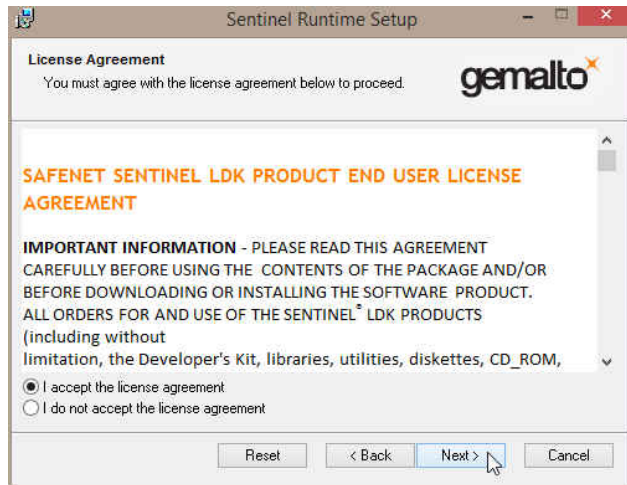 Sentinel Runtime Setup
License Agreement
You must agree with the license agreement below to proceed.
gemalto
SAFENET SENTINEL LDK PRODUCT END USER LICENSE
AGREEMENT
IMPORTANT INFORMATION - PLEASE READ THIS AGREEMENT
CAREFULLY BEFORE USING THE CONTENTS OF THE PACKAGE AND/OR
BEFORE DOWNLOADING OR INSTALLING THE SOFTWARE PRODUCT.
ALL ORDERS FOR AND USE OF THE SENTINEL® LDK PRODUCTS
(including without
limitation, the Developer's Kit, libraries, utilities, diskettes, CD_ROM,
I accept the license agreement
I do not accept the license agreement
Reset
< Back
Next >
Cancel